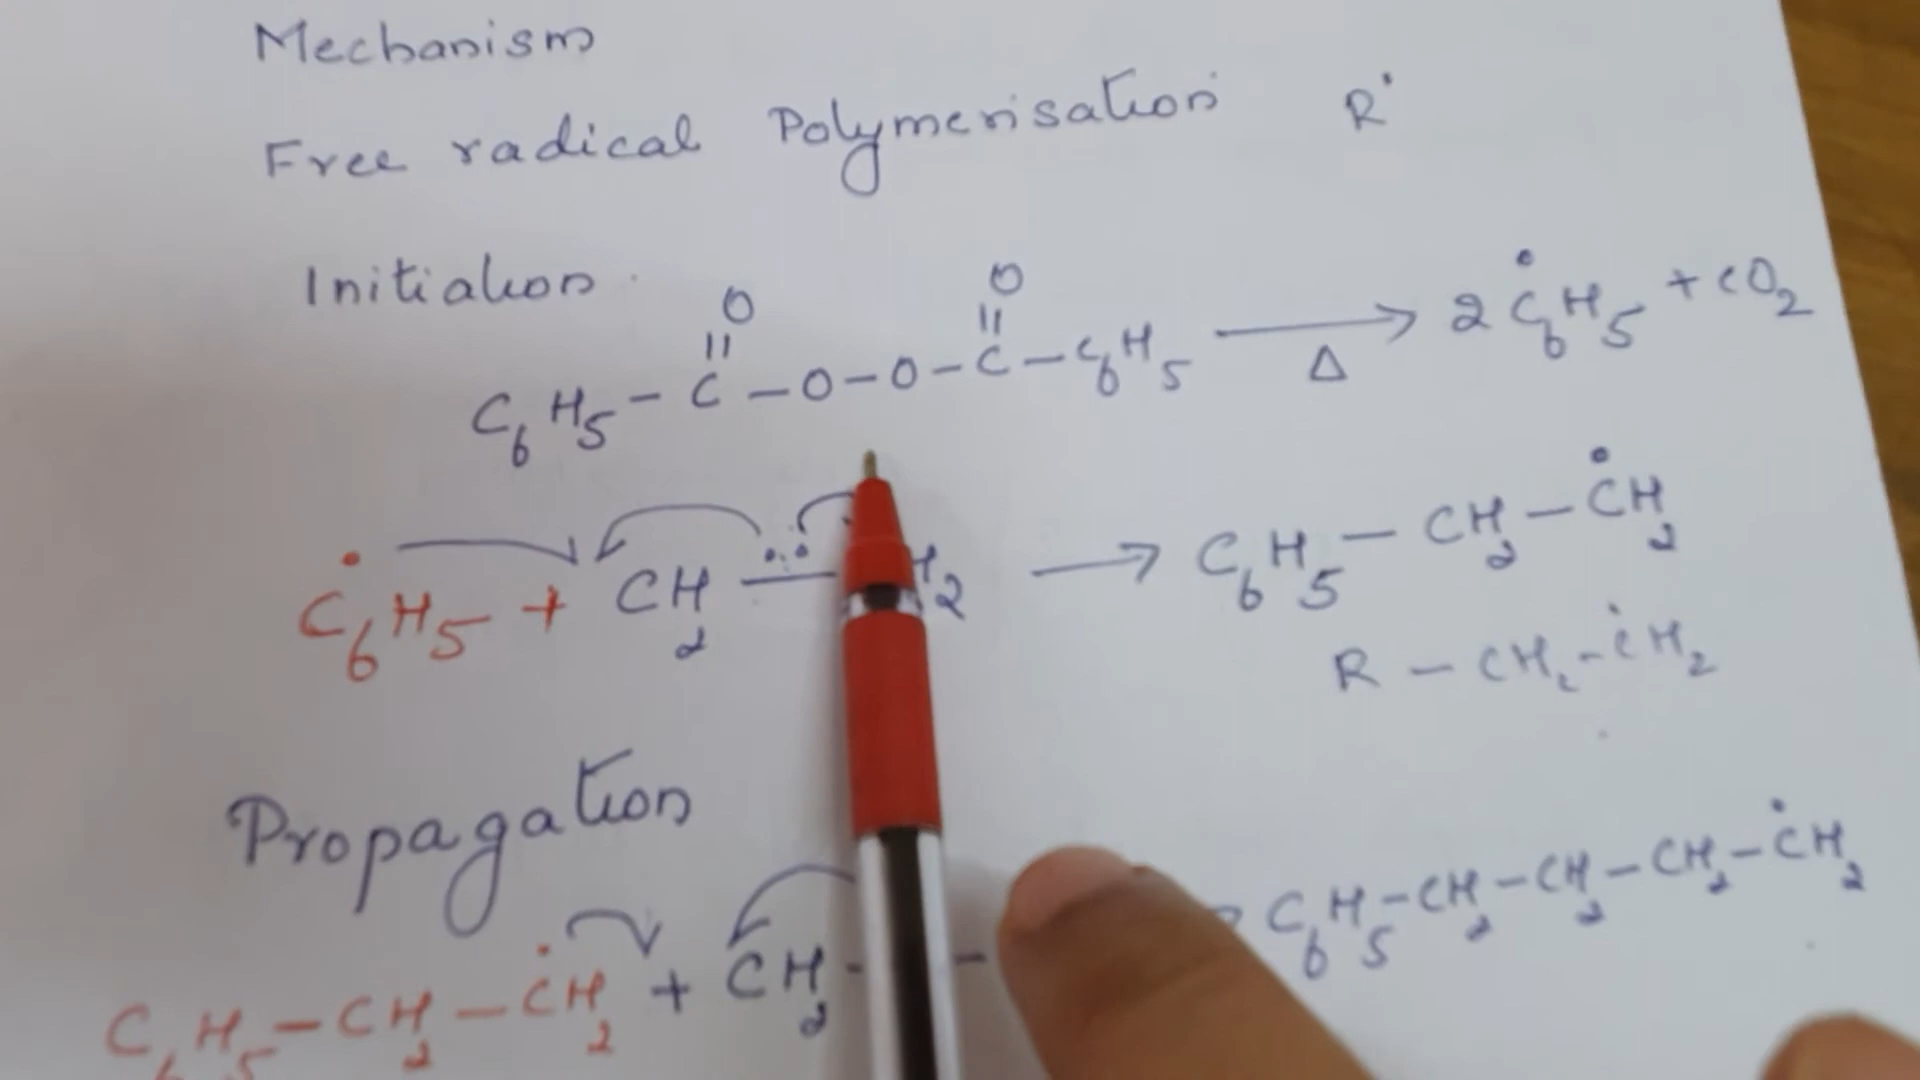 Mechanism
Free radical Polymerisation R•
Initiation
C6H5 - C(=O) - O - O - C(=O) - C6H5 →Δ 2 Ċ6H5 + CO2
Ċ6H5 + CH2 — H2 → C6H5 - CH2 - ĊH2
R - CH2 - ĊH2
Propagation
C6H5 - CH2 - ĊH2 + CH2 - - → C6H5 - CH2 - CH2 - CH2 - ĊH2